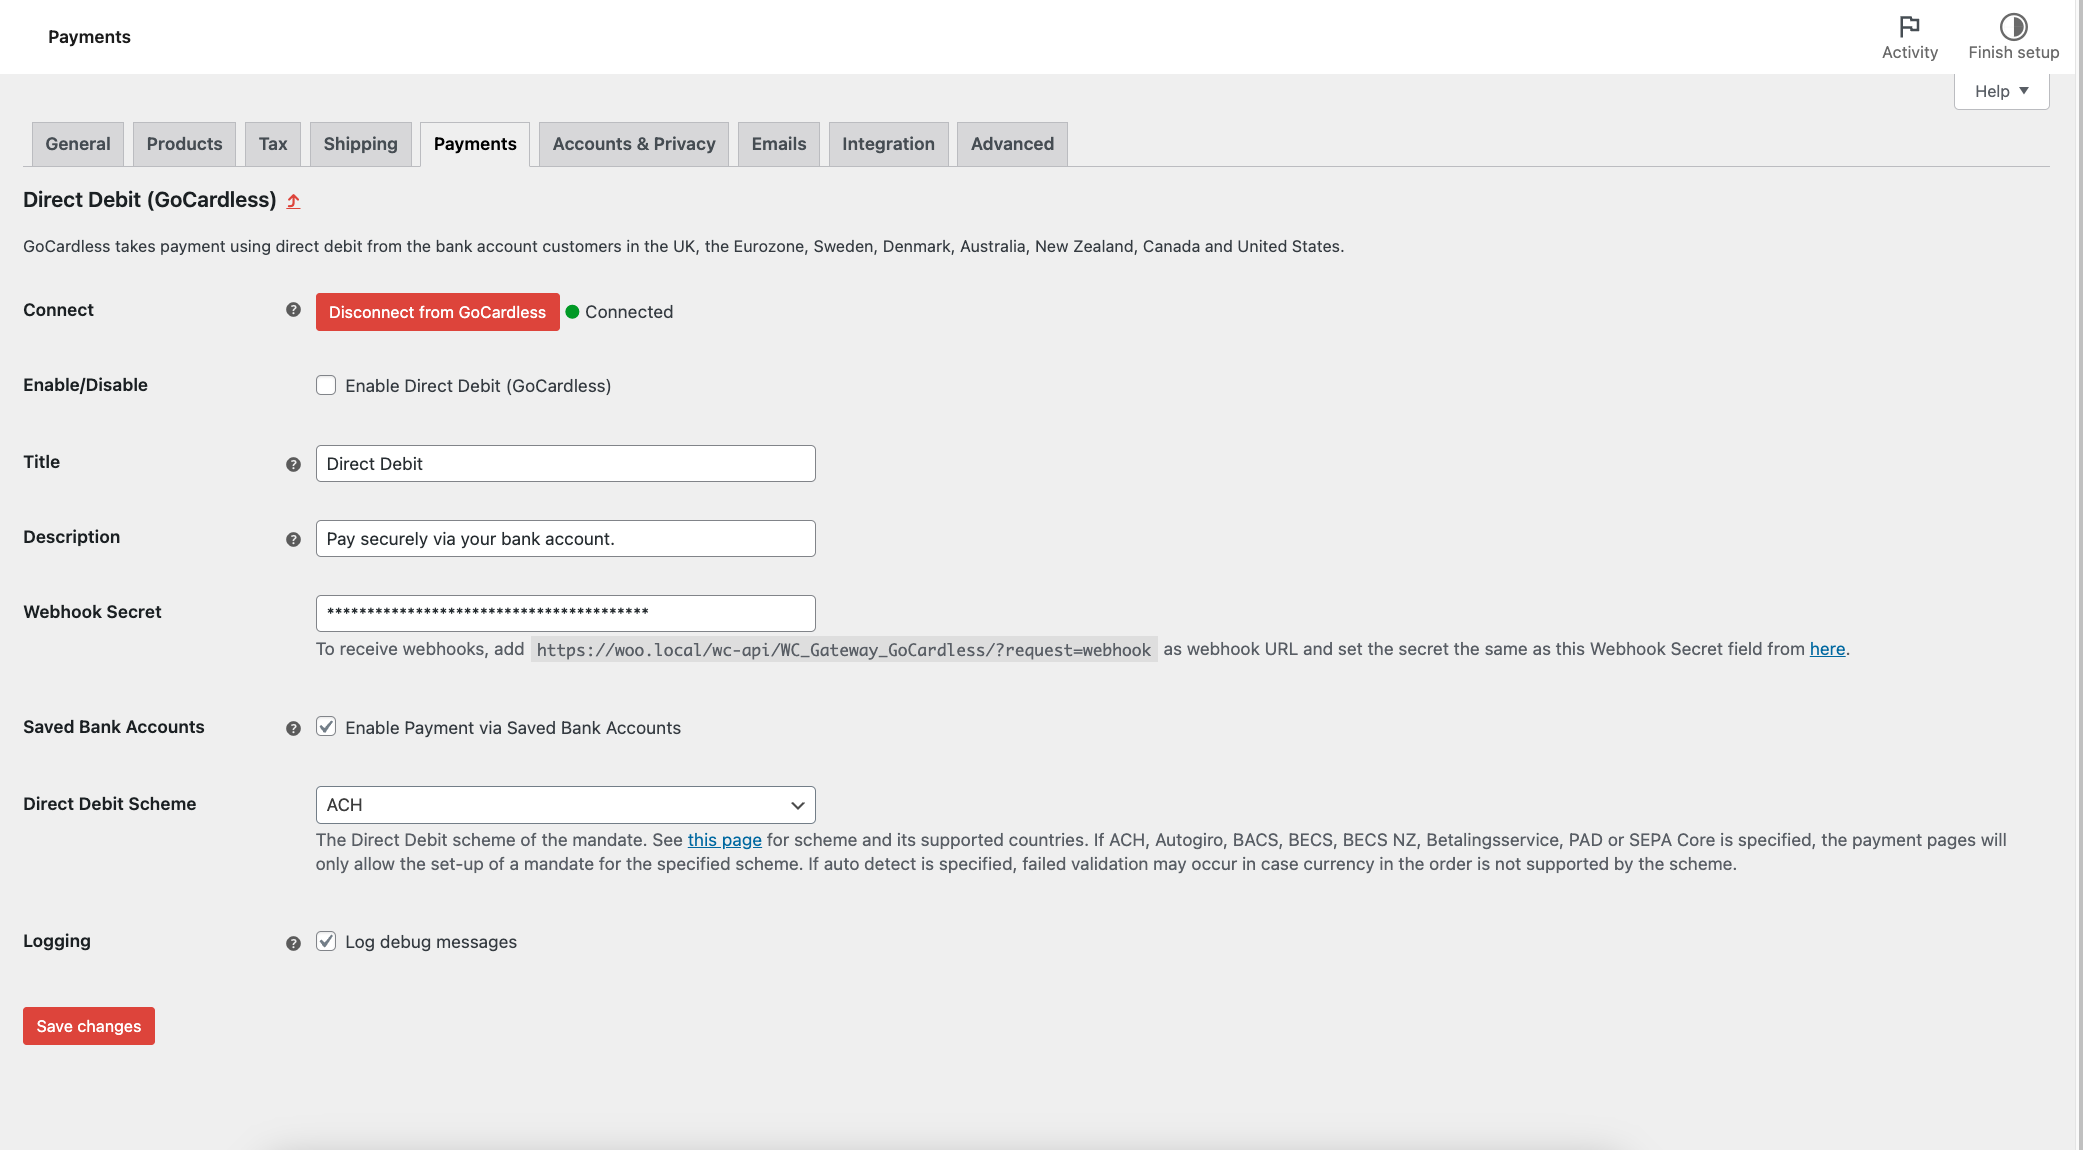 Payments
Activity
Finish setup
Help ▼
General Products Tax Shipping Payments Accounts & Privacy Emails Integration Advanced
Direct Debit (GoCardless) ⤴
GoCardless takes payment using direct debit from the bank account customers in the UK, the Eurozone, Sweden, Denmark, Australia, New Zealand, Canada and United States.
Connect ? Disconnect from GoCardless Connected
Enable/Disable Enable Direct Debit (GoCardless)
Title ? Direct Debit
Description ? Pay securely via your bank account.
Webhook Secret ****************************************
To receive webhooks, add https://woo.local/wc-api/WC_Gateway_GoCardless/?request=webhook as webhook URL and set the secret the same as this Webhook Secret field from here.
Saved Bank Accounts ? Enable Payment via Saved Bank Accounts
Direct Debit Scheme ACH
The Direct Debit scheme of the mandate. See this page for scheme and its supported countries. If ACH, Autogiro, BACS, BECS, BECS NZ, Betalingsservice, PAD or SEPA Core is specified, the payment pages will
only allow the set-up of a mandate for the specified scheme. If auto detect is specified, failed validation may occur in case currency in the order is not supported by the scheme.
Logging ? Log debug messages
Save changes